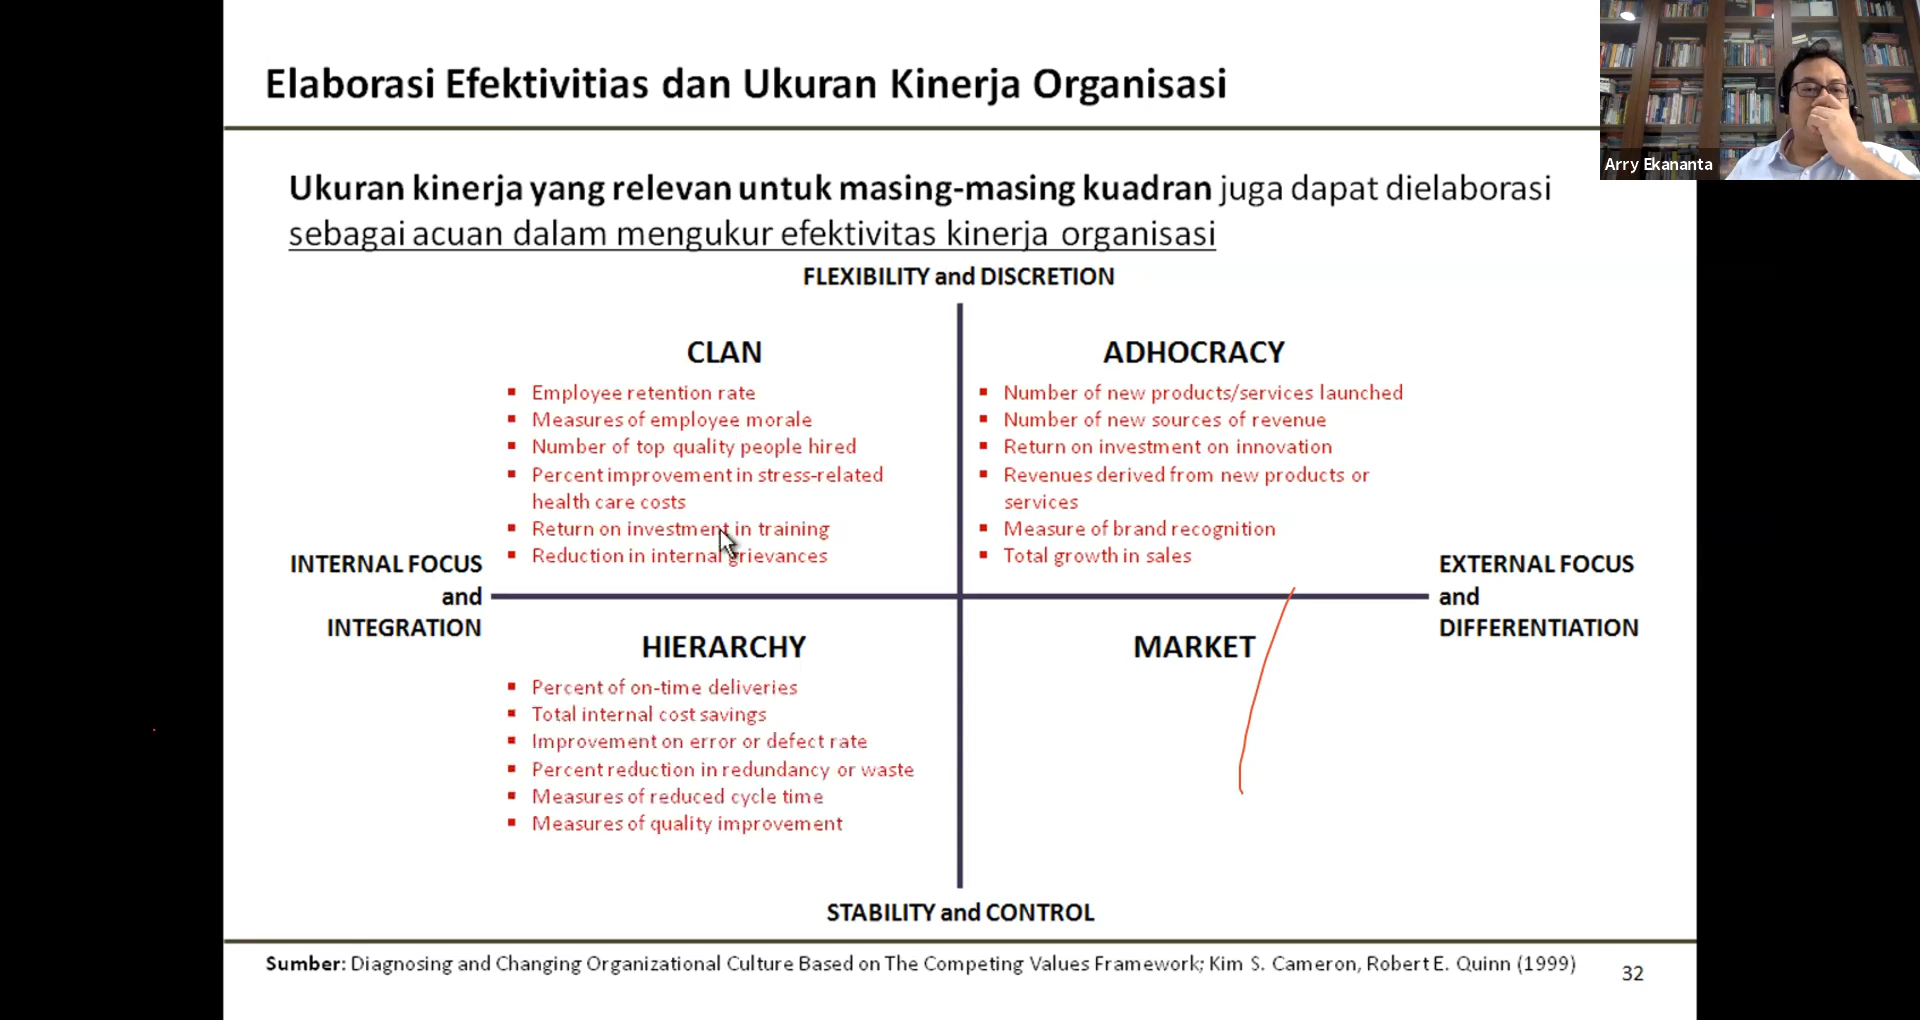 Elaborasi Efektivitias dan Ukuran Kinerja Organisasi
Arry Ekananta
Ukuran kinerja yang relevan untuk masing-masing kuadran juga dapat dielaborasi
sebagai acuan dalam mengukur efektivitas kinerja organisasi
FLEXIBILITY and DISCRETION
CLAN
Employee retention rate
Measures of employee morale
Number of top quality people hired
Percent improvement in stress-related
health care costs
Return on investment in training
Reduction in internal grievances
ADHOCRACY
Number of new products/services launched
Number of new sources of revenue
Return on investment on innovation
Revenues derived from new products or
services
Measure of brand recognition
Total growth in sales
INTERNAL FOCUS
and
INTEGRATION
EXTERNAL FOCUS
and
DIFFERENTIATION
HIERARCHY
Percent of on-time deliveries
Total internal cost savings
Improvement on error or defect rate
Percent reduction in redundancy or waste
Measures of reduced cycle time
Measures of quality improvement
MARKET
STABILITY and CONTROL
Sumber: Diagnosing and Changing Organizational Culture Based on The Competing Values Framework; Kim S. Cameron, Robert E. Quinn (1999)
32